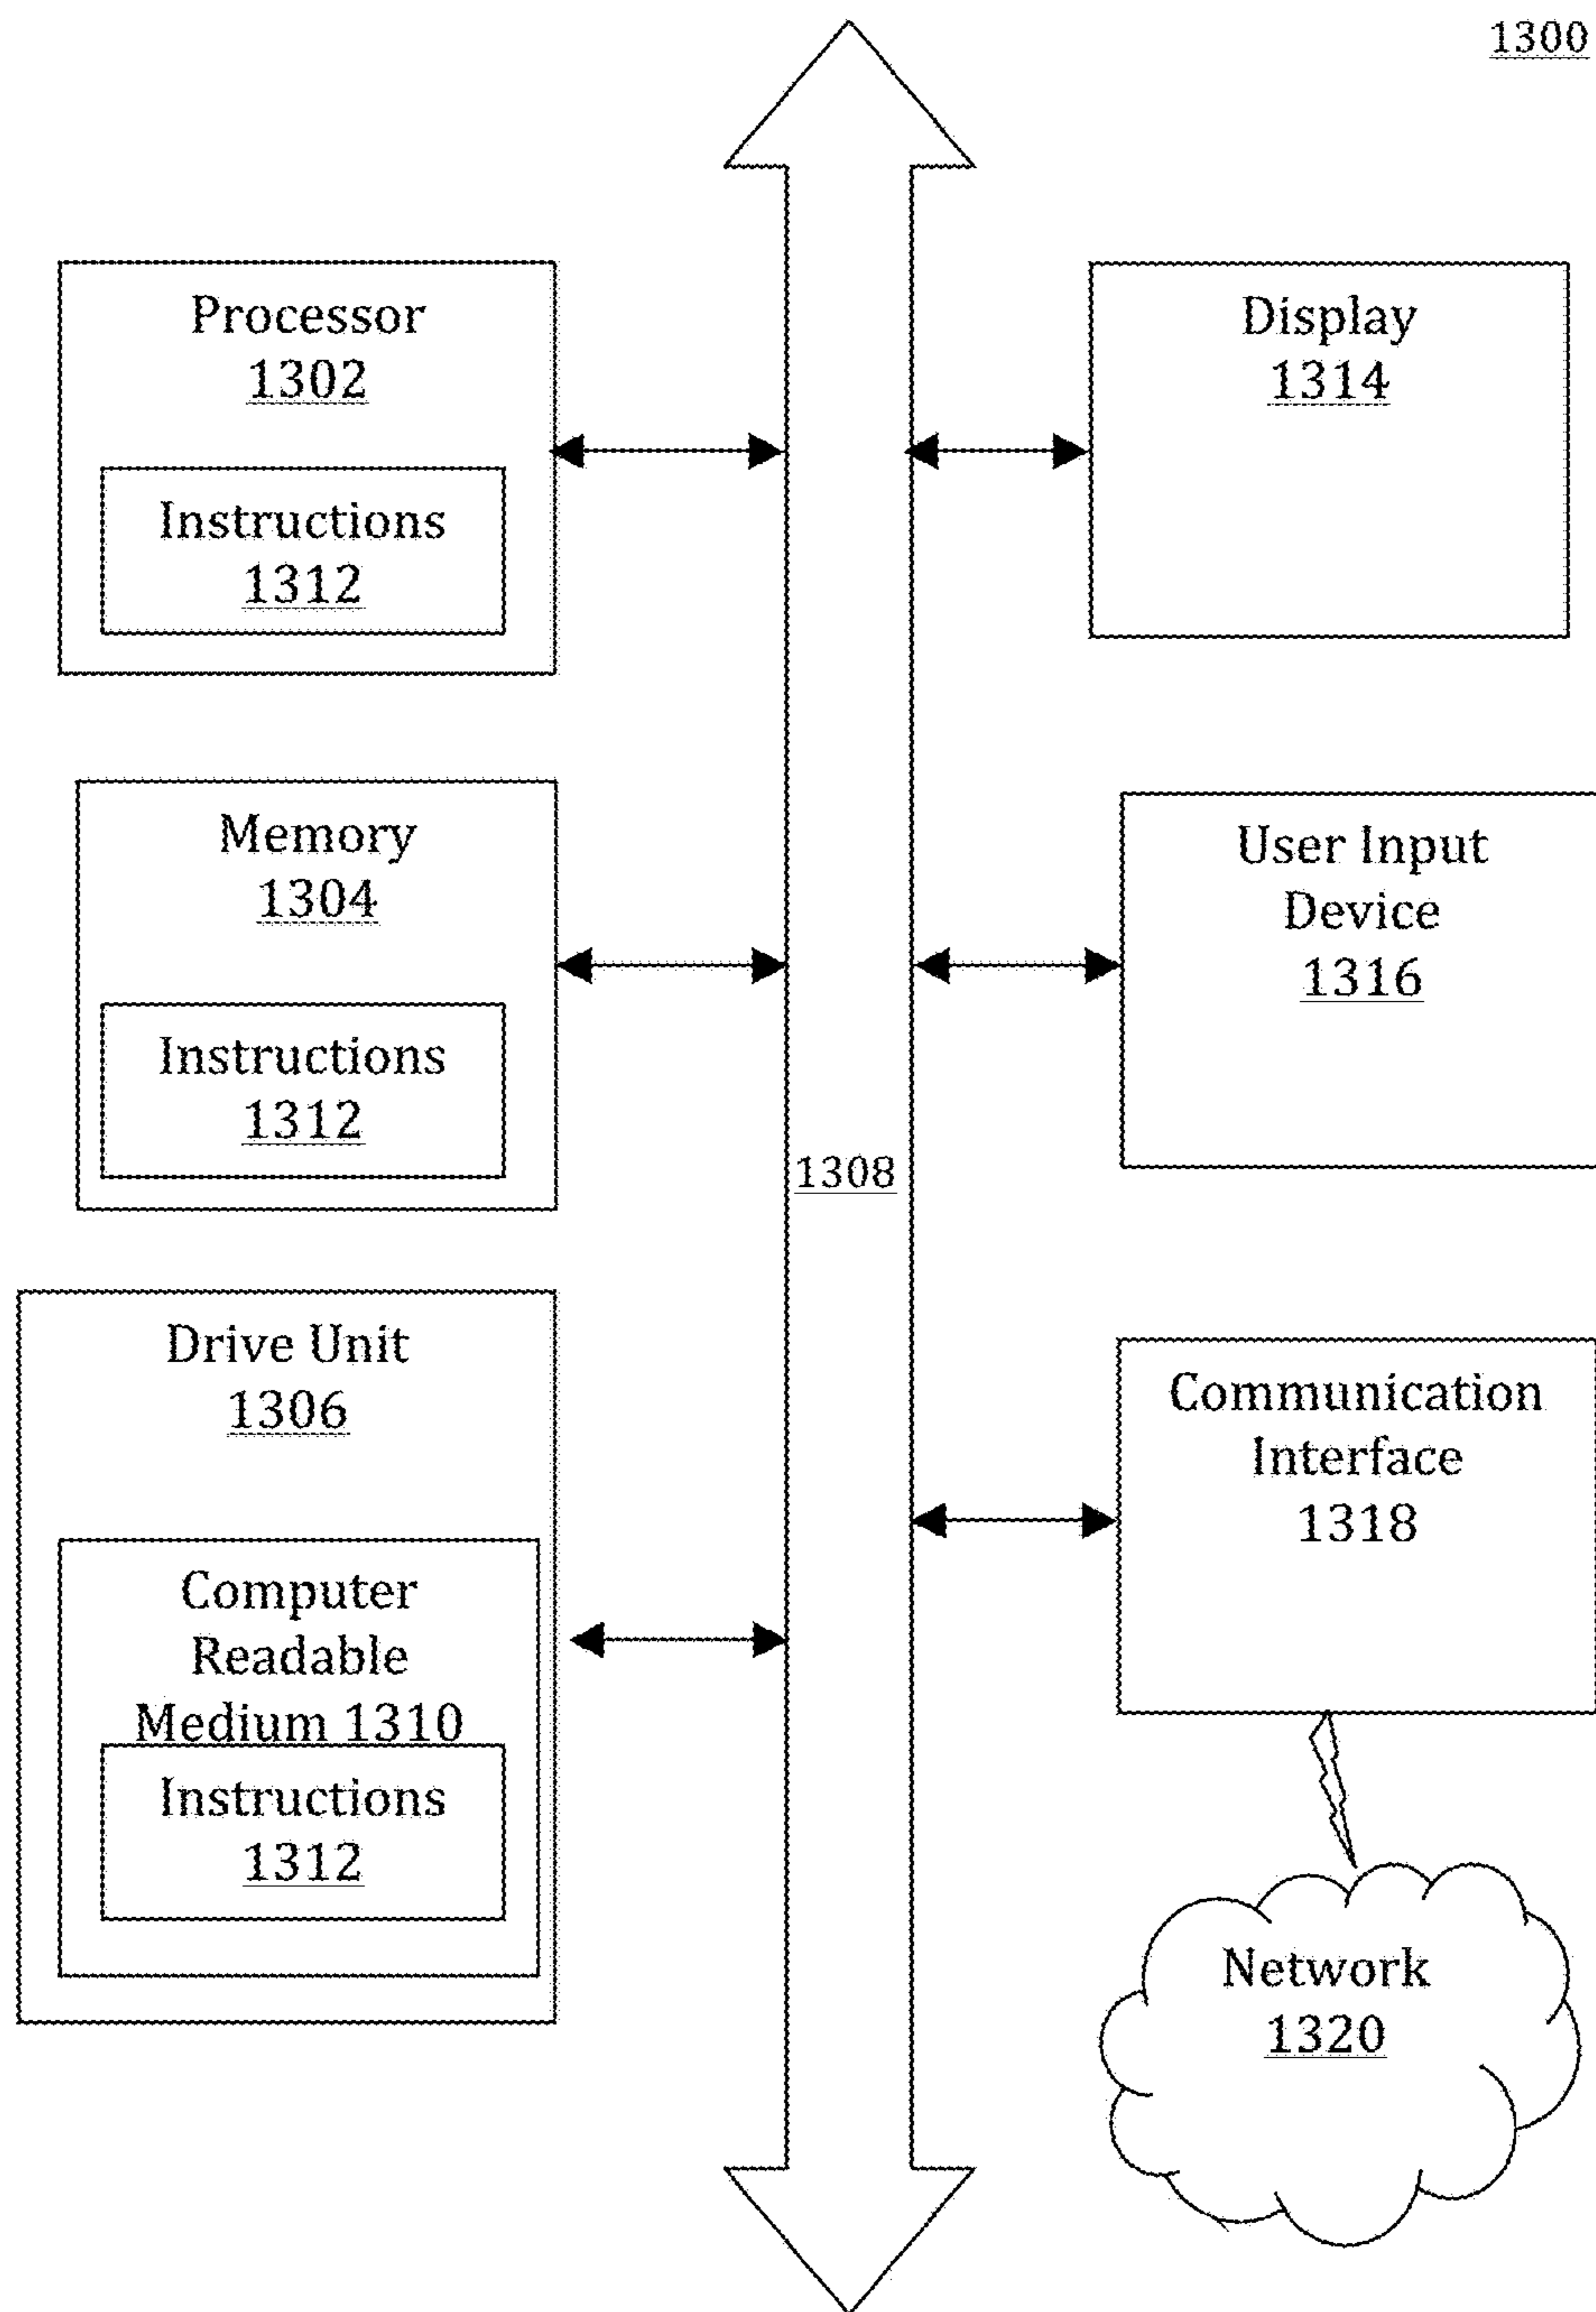 1300
Processor
1302
Instructions
1312
Display
1314
Memory
1304
Instructions
1312
User Input
Device
1316
1308
Drive Unit
1306
Computer
Readable
Medium 1310
Instructions
1312
Communication
Interface
1318
Network
1320